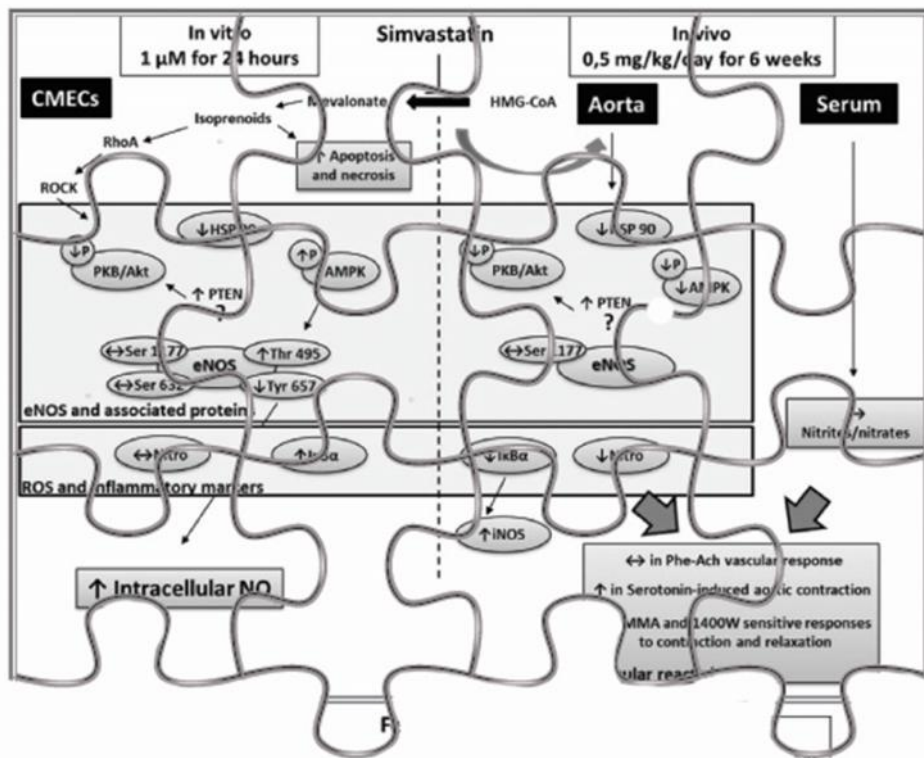 In vitro
1 µM for 24 hours
Simvastatin
In vivo
0,5 mg/kg/day for 6 weeks
CMECs
Mevalonate
HMG-CoA
Aorta
Serum
Isoprenoids
RhoA
↑ Apoptosis
and necrosis
ROCK
↓HSP 90
↓HSP 90
↓P
PKB/Akt
↑P
AMPK
↓P
PKB/Akt
↓P
↓AMPK
↑ PTEN
?
↑ PTEN
?
↔Ser 1177
↑Thr 495
eNOS
↔Ser 632
↓Tyr 657
↔Ser 1177
eNOS
eNOS and associated proteins
→
Nitrites/nitrates
↔Nitro
↑IκBα
↓IκBα
↓Nitro
ROS and inflammatory markers
↑iNOS
↑ Intracellular NO
↔ in Phe-Ach vascular response
↑ in Serotonin-induced aortic contraction
MMA and 1400W sensitive responses
to contraction and relaxation
ular
F